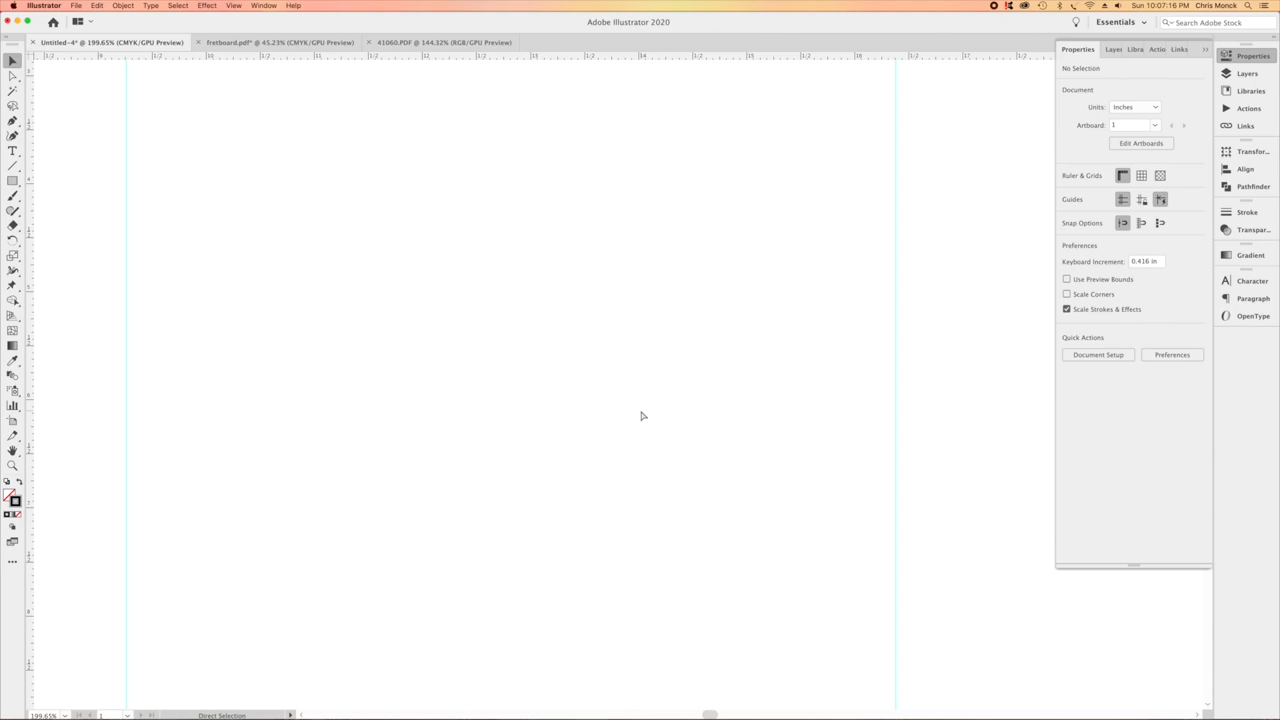 Illustrator File Edit Object Type Select Effect View Window Help
Sun 10:07:16 PM Chris Monck
Adobe Illustrator 2020
Essentials
Search Adobe Stock
Untitled-4* @ 199.65% (CMYK/GPU Preview)
fretboard.pdf* @ 45.23% (CMYK/GPU Preview)
41060.PDF @ 144.32% (RGB/GPU Preview)
Properties Layer Libra Actio Links
No Selection
Document
Units: Inches
Artboard: 1
Edit Artboards
Ruler & Grids
Guides
Snap Options
Preferences
Keyboard Increment: 0.416 in
Use Preview Bounds
Scale Corners
Scale Strokes & Effects
Quick Actions
Document Setup
Preferences
Properties
Layers
Libraries
Actions
Links
Transfor...
Align
Pathfinder
Stroke
Transpar...
Gradient
Character
Paragraph
OpenType
199.65%
1
Direct Selection